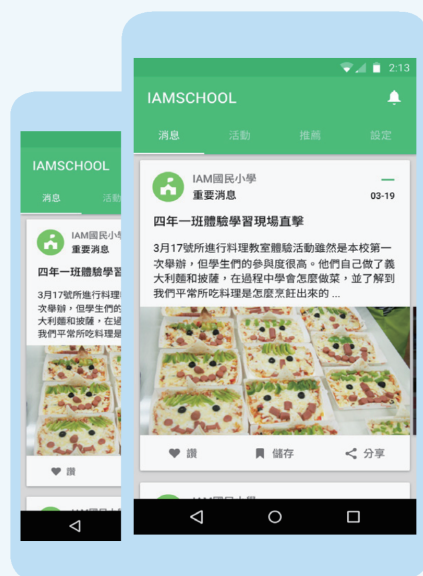 2:13
IAMSCHOOL
消息
活動
推薦
設定
IAM國民小學
重要消息
03-19
四年一班體驗學習現場直擊
3月17號所進行料理教室體驗活動雖然是本校第一
次舉辦，但學生們的參與度很高。他們自己做了義
大利麵和披薩，在過程中學會怎麼做菜，並了解到
我們平常所吃料理是怎麼烹飪出來的 ...
讚
儲存
分享
IAMSCHOOL
消息
活動
IAM國民小學
重要消息
四年一班體驗學習
3月17號所進行料理
次舉辦，但學生們的
大利麵和披薩，在過
我們平常所吃料理是
讚